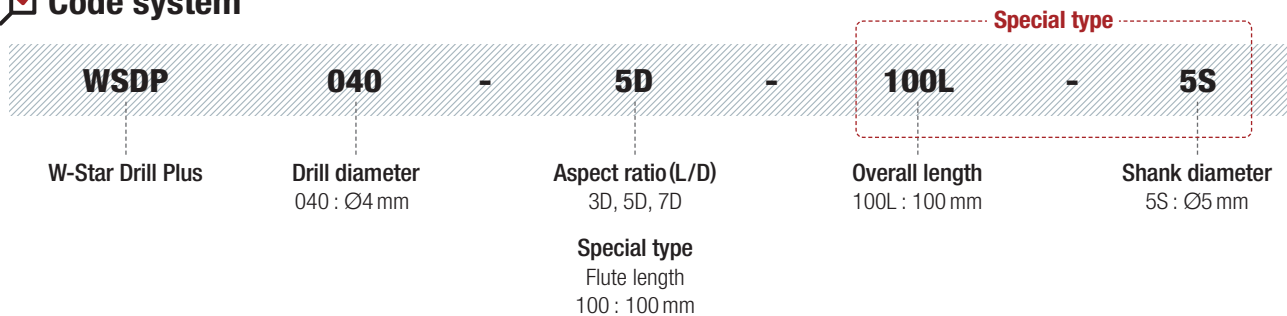 Code system
Special type
WSDP 040 - 5D - 100L - 5S
W-Star Drill Plus Drill diameter Aspect ratio (L/D) Overall length Shank diameter
040 : Ø4 mm 3D, 5D, 7D 100L : 100 mm 5S : Ø5 mm
Special type
Flute length
100 : 100 mm